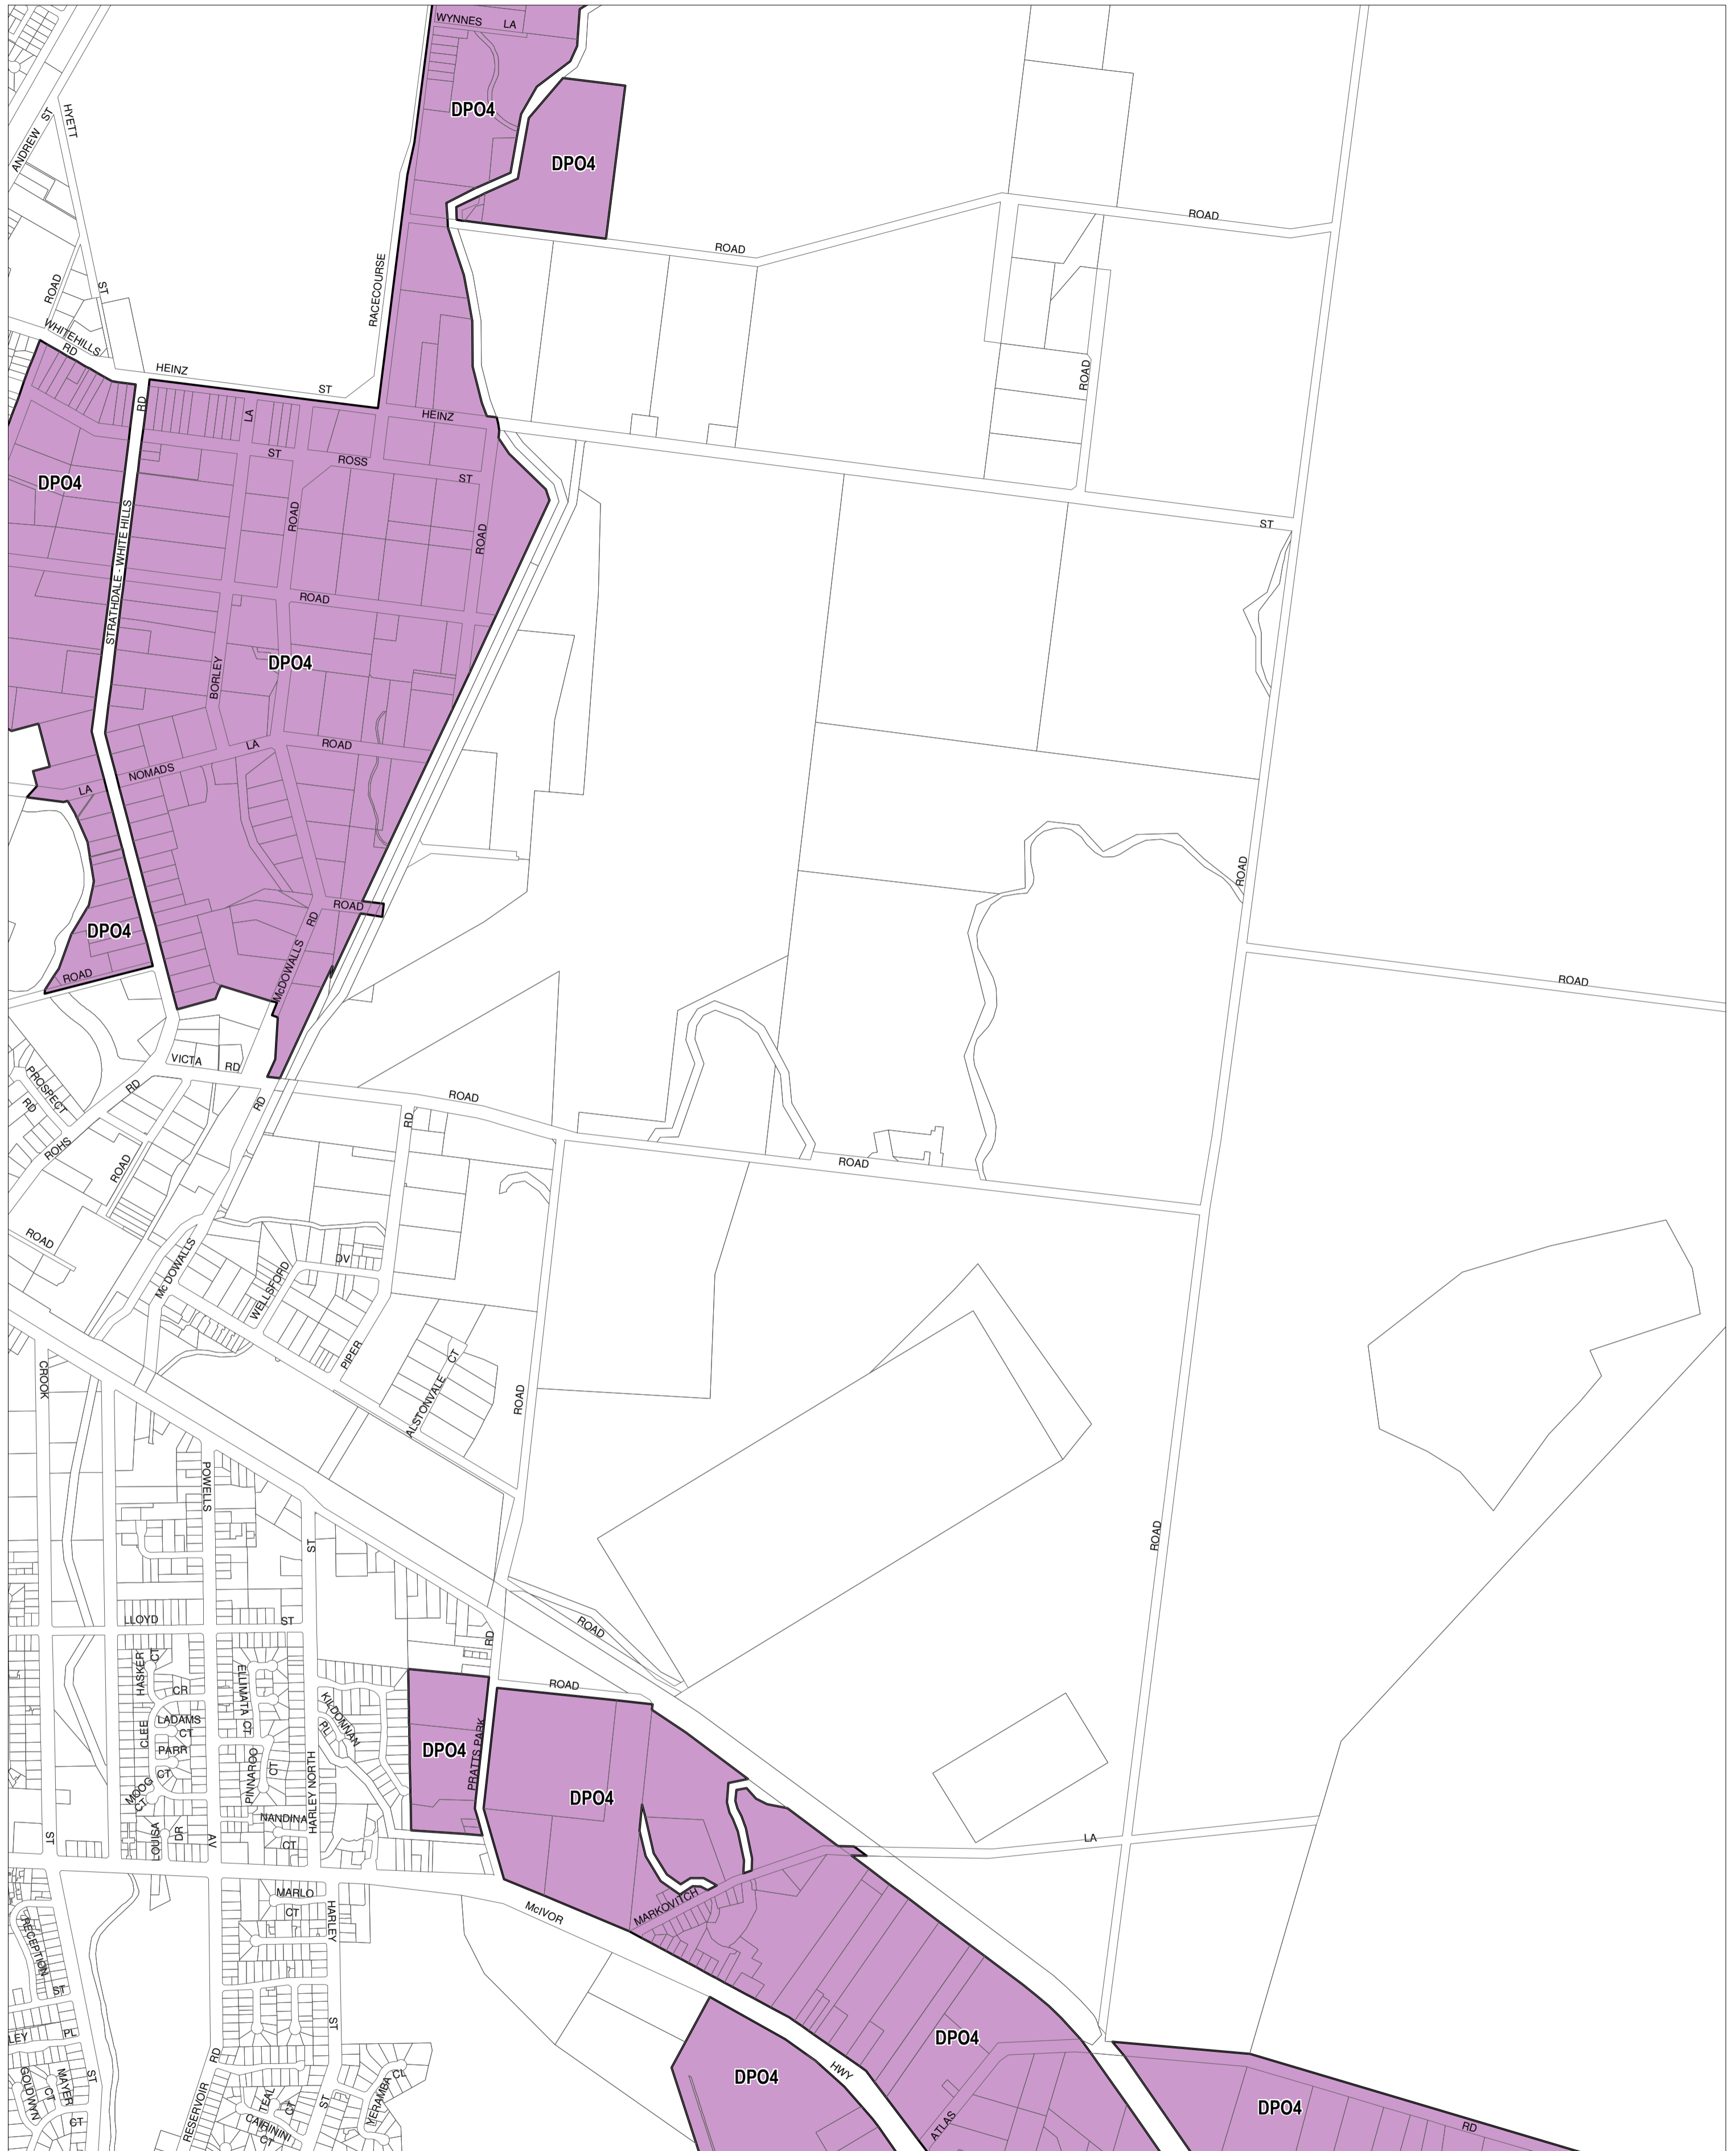 WYNNES LA
DPO4
DPO4
ANDREW ST
HYETT
ST
ROAD
RACECOURSE
ROAD
ROAD
WHITEHILLS
RD
HEINZ
ST
RD
LA
HEINZ
ROAD
ST
ROSS
ST
DPO4
ROAD
ROAD
ST
STRATHDALE - WHITE HILLS
ROAD
DPO4
BORLEY
LA
ROAD
NOMADS
LA
ROAD
ROAD
RD
DPO4
McDOWALLS
ROAD
ROAD
VICTA RD
PROSPECT
RD
RD
RD
ROAD
RD
ROHS
ROAD
ROAD
ROAD
McDOWALLS
WELLSFORD
DV
PIPER
CT
ALSTONVALE
ROAD
CROOK
POWELLS
ST
ROAD
LLOYD
ST
ROAD
RD
HASKER
CT
ELLIMATA
CT
CR
LADAMS
CT
CLEE
PARR
CT
MOOG
CT
PINNAROO
CT
KILDONNAN
PL
ROAD
DPO4
PRATTS PARK
DPO4
HARLEY NORTH
NANDINA
CT
ST
LOUISA
DR
AV
LA
MARLO
CT
HARLEY
McIVOR
MARKOVITCH
RECEPTION
ST
LEY
PL
ST
RD
DPO4
DPO4
HWY
GOLDWYN
CT
MAYER
ST
CT
RESERVOIR
TEAL
CT
CAIRININI
CT
ST
YERAMBA
CL
ATLAS
DPO4
RD